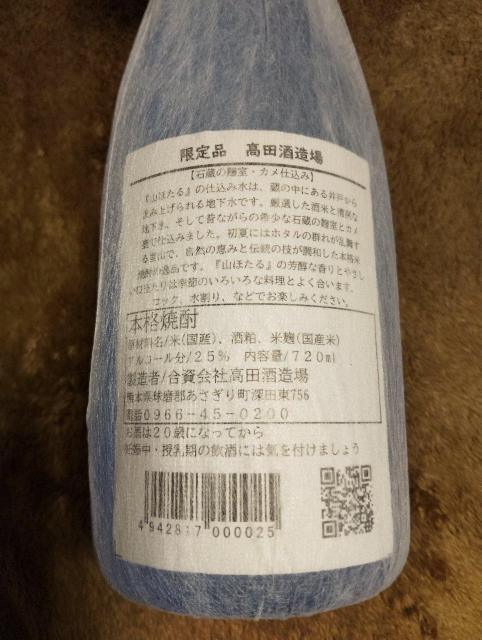 限定品 高田酒造場
【石蔵の麹室・カメ仕込み】
『山ほたる』の仕込み水は、蔵の中にある井戸から
生み上げられる地下水です。厳選した酒米と清冽な
地下水、そして昔ながらの希少な石蔵の麹室とカメ
壺で仕込みました。初夏にはホタルの群れが乱舞す
る里山で、自然の恵みと伝統の技が調和した本格米
焼酎の逸品です。『山ほたる』の芳醇な香りとやさし
い口当たりは季節のいろいろな料理とよく合います。
ロック、水割り、などでお楽しみください。
本格焼酎
原材料名/米(国産)、酒粕、米麹(国産米)
アルコール分/25% 内容量/720ml
製造者/合資会社高田酒造場
熊本県球磨郡あさぎり町深田東756
電話0966-45-0200
お酒は20歳になってから
妊娠中・授乳期の飲酒には気を付けましょう
4 942817 000025